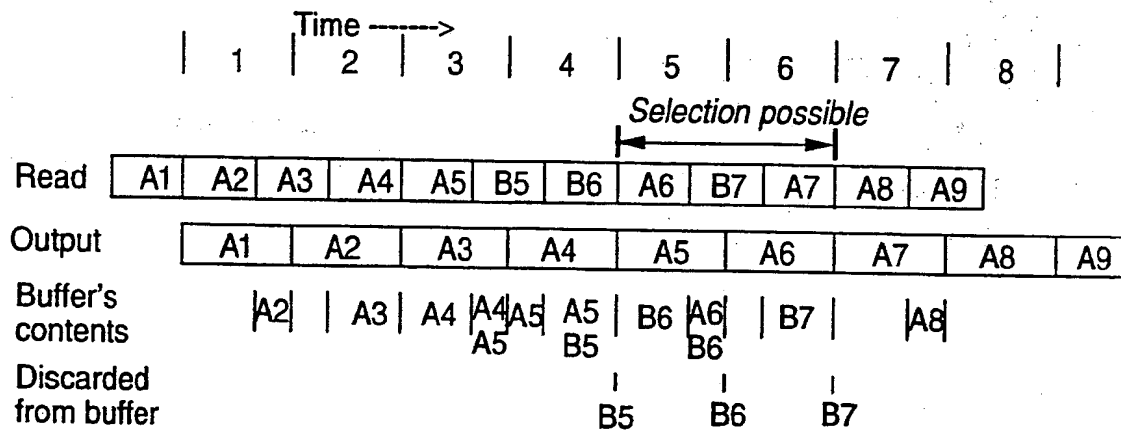 Time ------->
1 2 3 4 5 6 7 8
Selection possible
Read A1 A2 A3 A4 A5 B5 B6 A6 B7 A7 A8 A9
Output A1 A2 A3 A4 A5 A6 A7 A8 A9
Buffer's A2 A3 A4 A4 A5 A5 B6 A6 B7 A8
contents A5 B5 B6
Discarded
from buffer B5 B6 B7